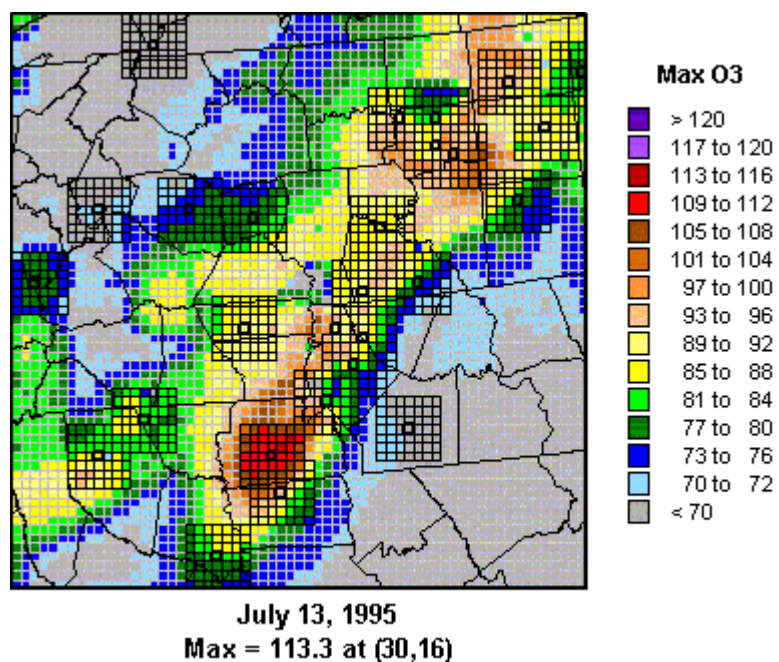 Max O3
> 120
117 to 120
113 to 116
109 to 112
105 to 108
101 to 104
97 to 100
93 to 96
89 to 92
85 to 88
81 to 84
77 to 80
73 to 76
70 to 72
< 70
July 13, 1995
Max = 113.3 at (30,16)